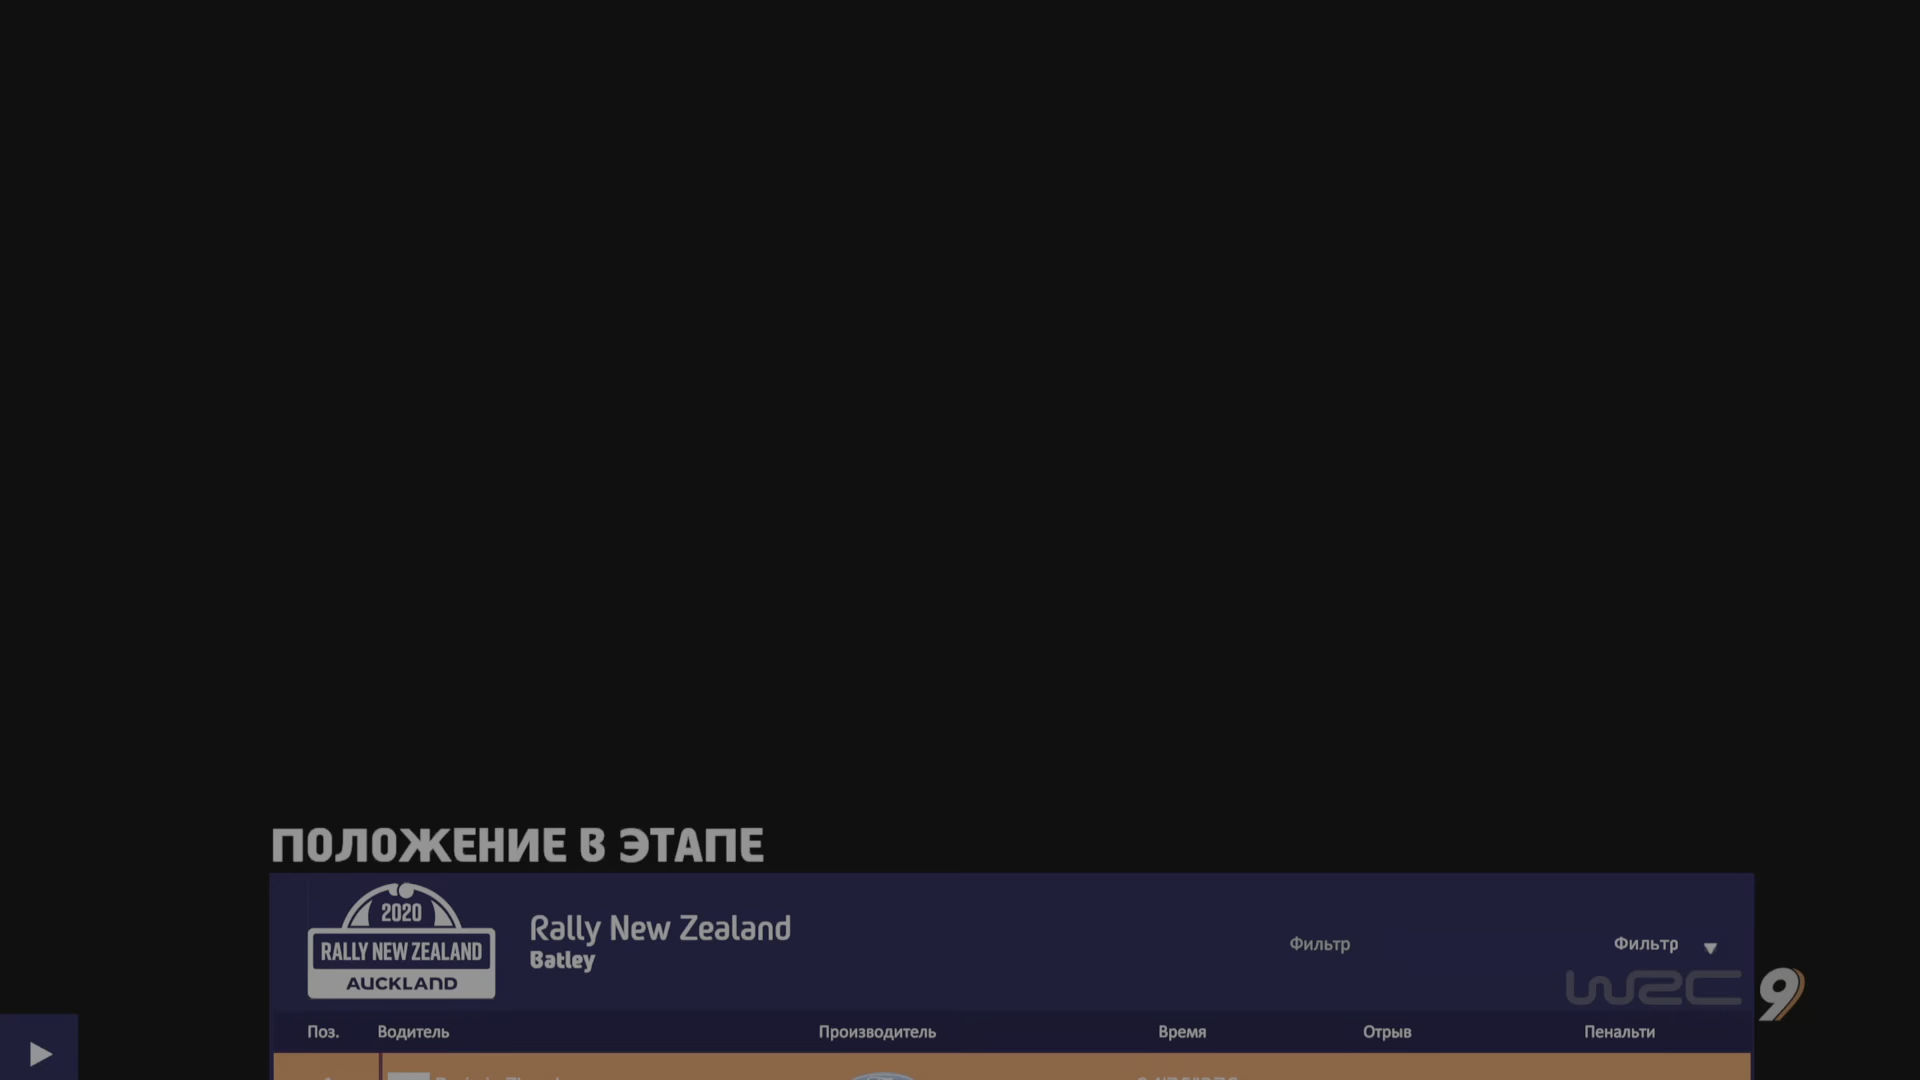 ПОЛОЖЕНИЕ В ЭТАПЕ
2020
RALLY NEW ZEALAND
AUCKLAND
Rally New Zealand
Batley
Фильтр
Фильтр
WRC 9
Поз. Водитель Производитель Время Отрыв Пенальти